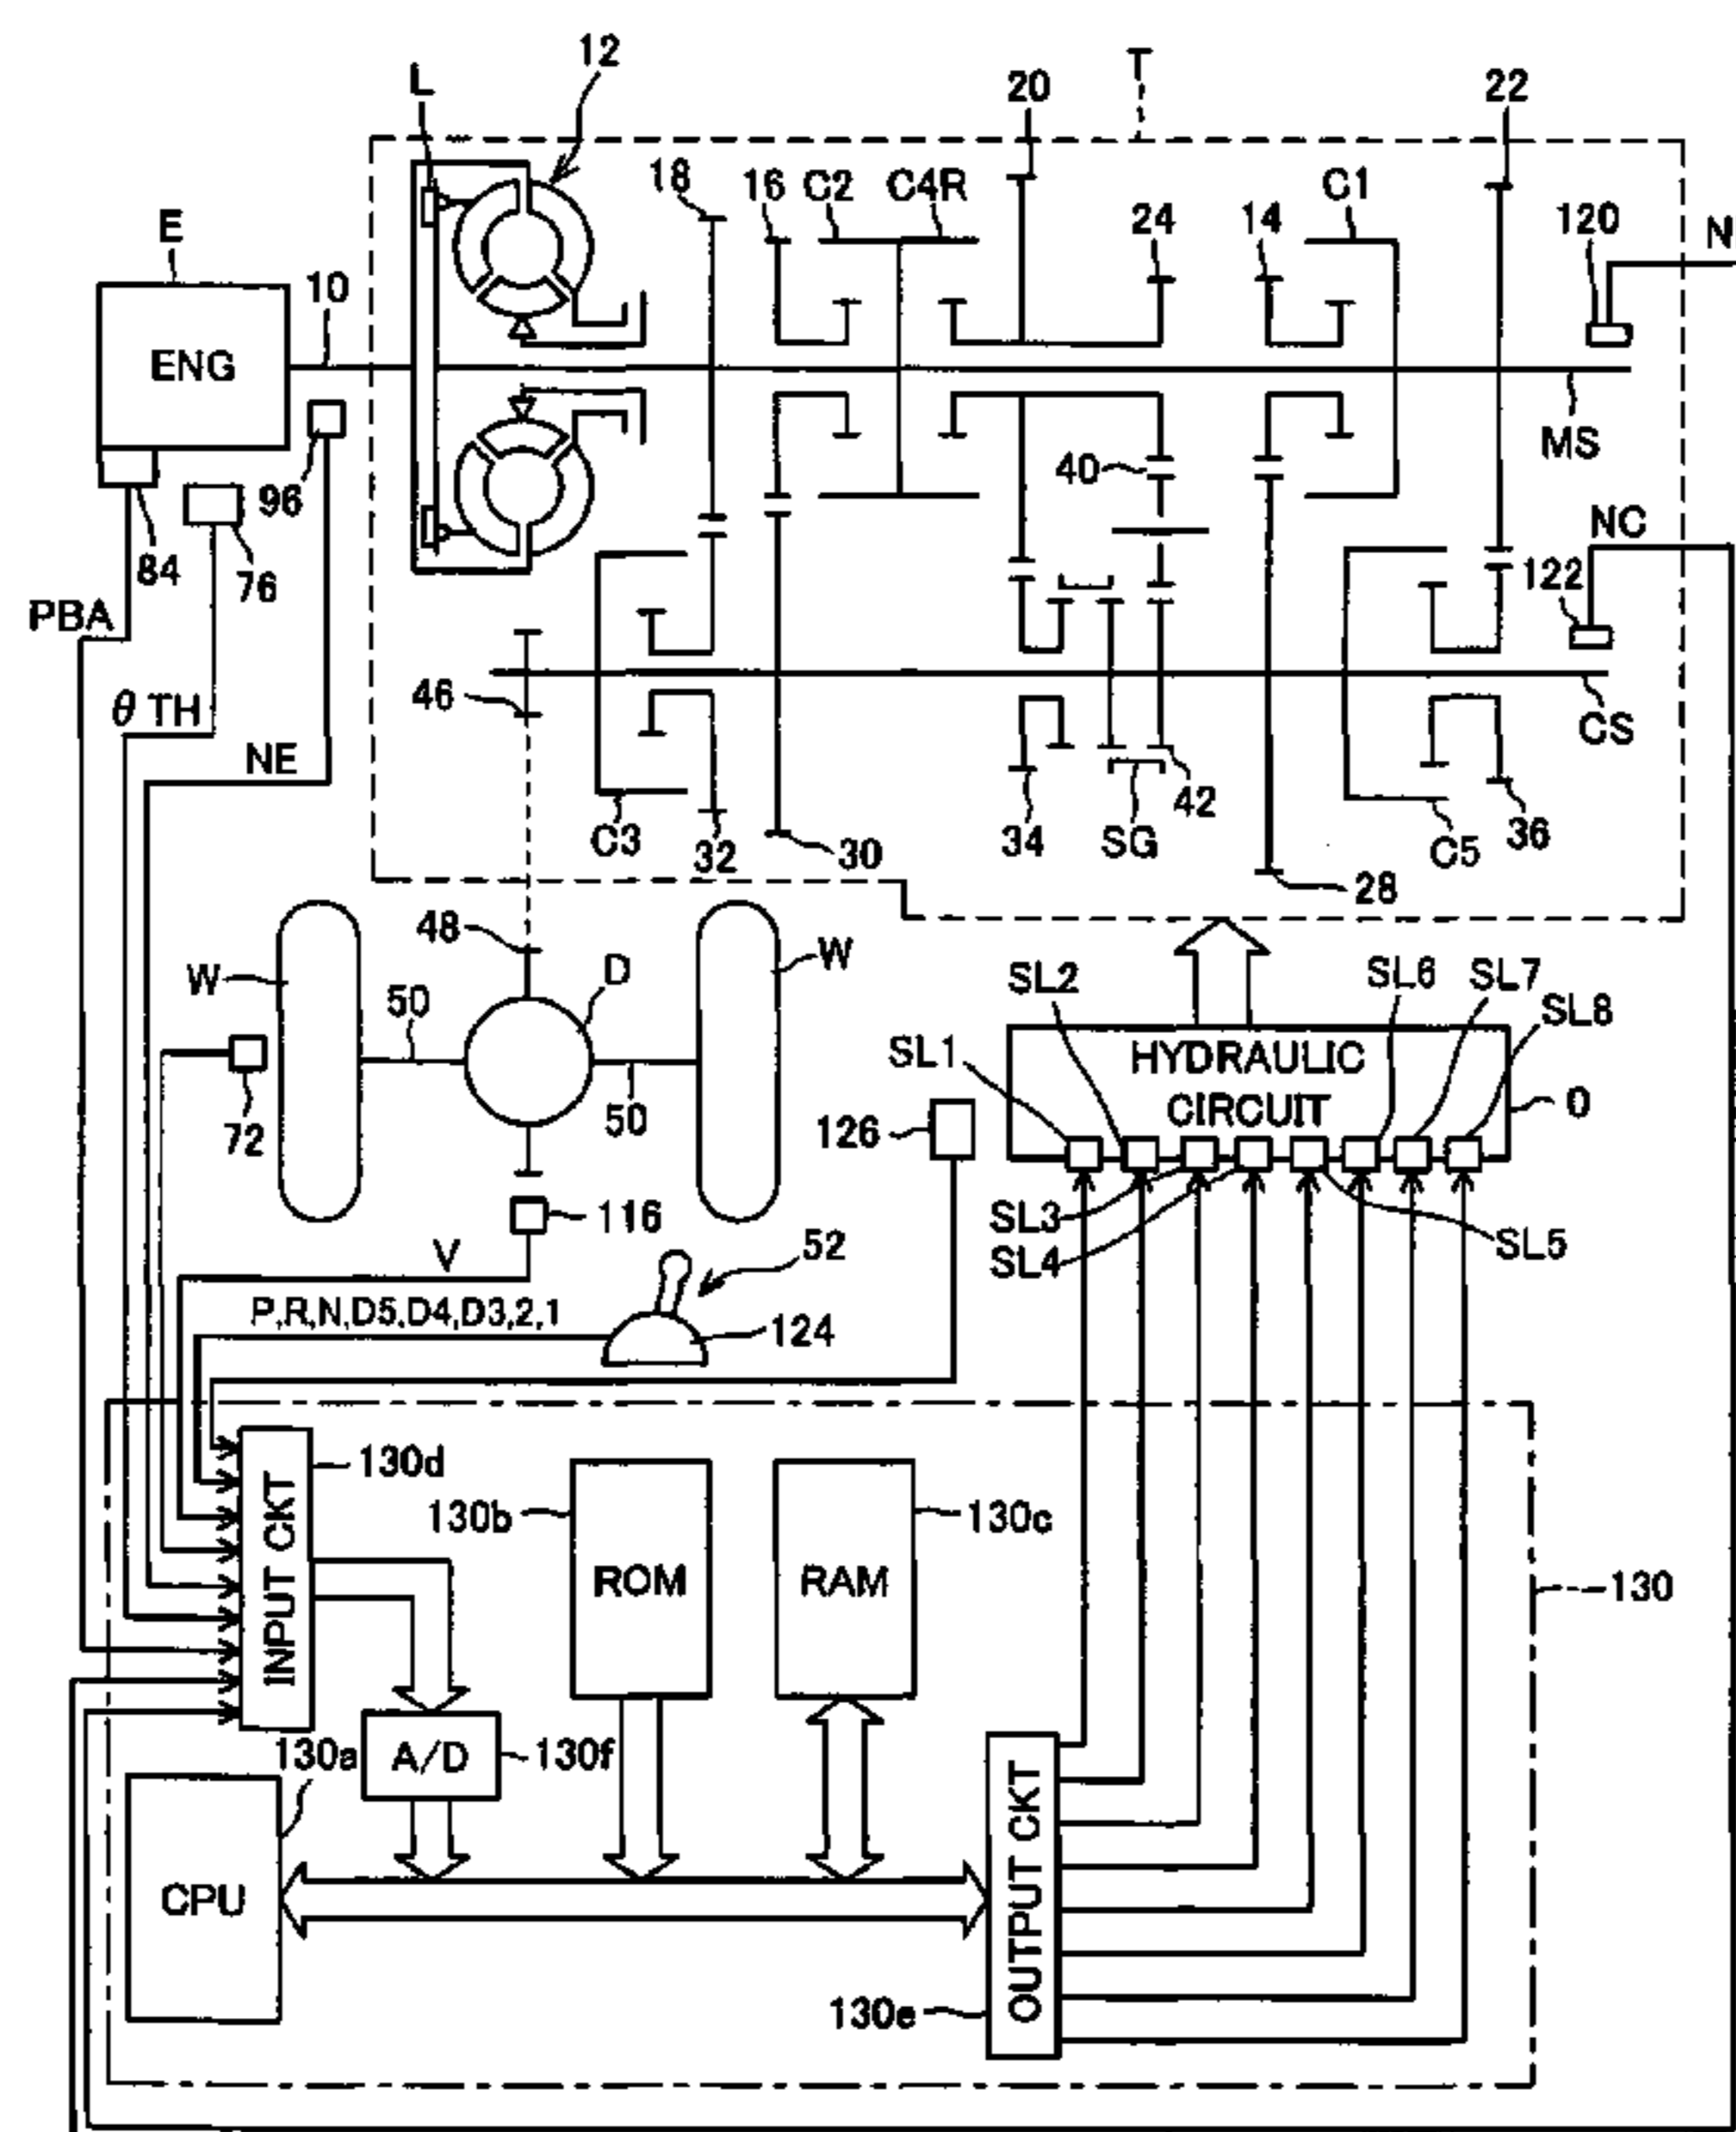 12
L
T
20
22
18
16
C2
C4R
C1
24
14
120
N
E
10
ENG
MS
40
96
NC
84
76
122
PBA
46
θ TH
CS
NE
42
C3
32
30
34
SG
C5
36
28
48
D
W
W
SL2
SL6
SL7
50
SL8
SL1
HYDRAULIC
CIRCUIT
O
126
72
50
116
SL3
SL4
SL5
V
52
P,R,N,D5,D4,D3,2,1
124
130d
INPUT CKT
130b
130c
ROM
RAM
130
130a
A/D
130f
OUTPUT CKT
CPU
130e